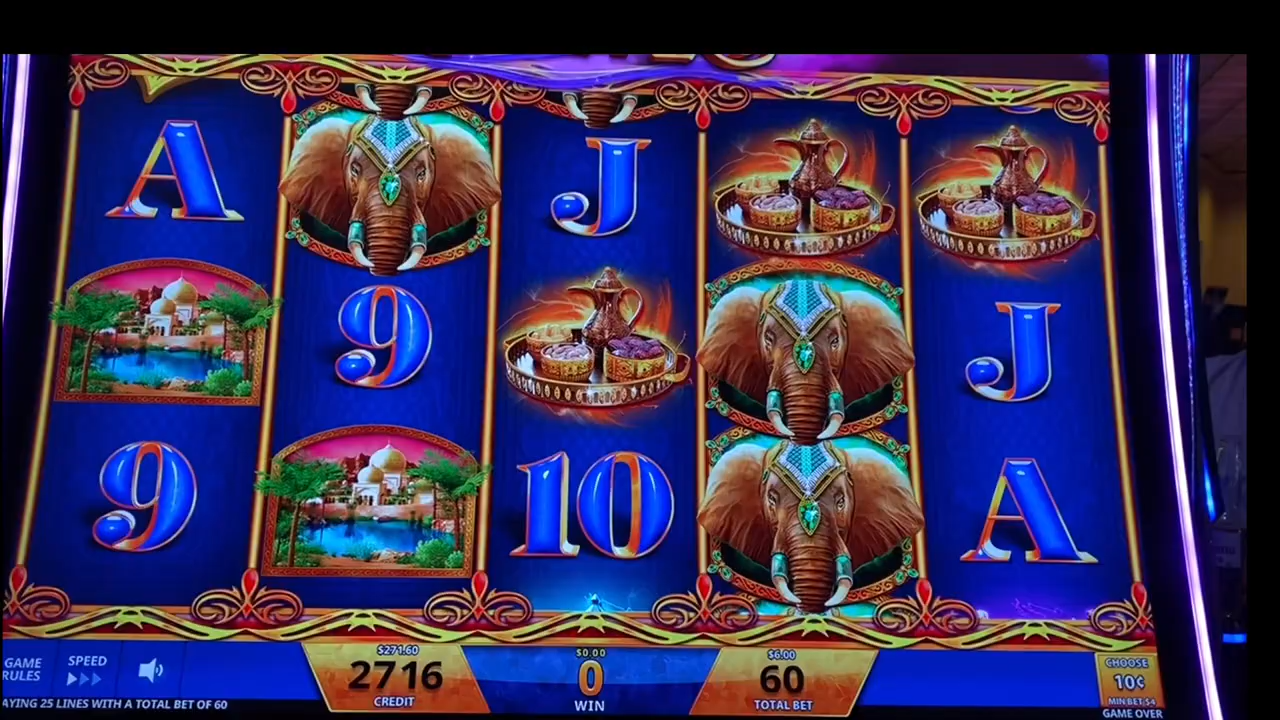 A J
9 J
9 10 A
GAME
RULES
SPEED
$271.60
2716
CREDIT
$0.00
0
WIN
$6.00
60
TOTAL BET
CHOOSE
10¢
MIN BET $4
GAME OVER
AYING 25 LINES WITH A TOTAL BET OF 60